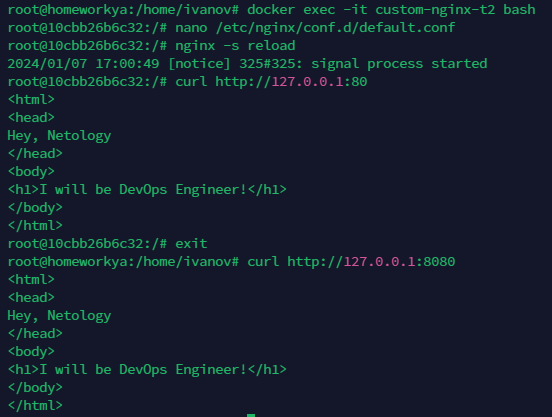 root@homeworkya:/home/ivanov# docker exec -it custom-nginx-t2 bash
root@10cbb26b6c32:/# nano /etc/nginx/conf.d/default.conf
root@10cbb26b6c32:/# nginx -s reload
2024/01/07 17:00:49 [notice] 325#325: signal process started
root@10cbb26b6c32:/# curl http://127.0.0.1:80
<html>
<head>
Hey, Netology
</head>
<body>
<h1>I will be DevOps Engineer!</h1>
</body>
</html>
root@10cbb26b6c32:/# exit
root@homeworkya:/home/ivanov# curl http://127.0.0.1:8080
<html>
<head>
Hey, Netology
</head>
<body>
<h1>I will be DevOps Engineer!</h1>
</body>
</html>